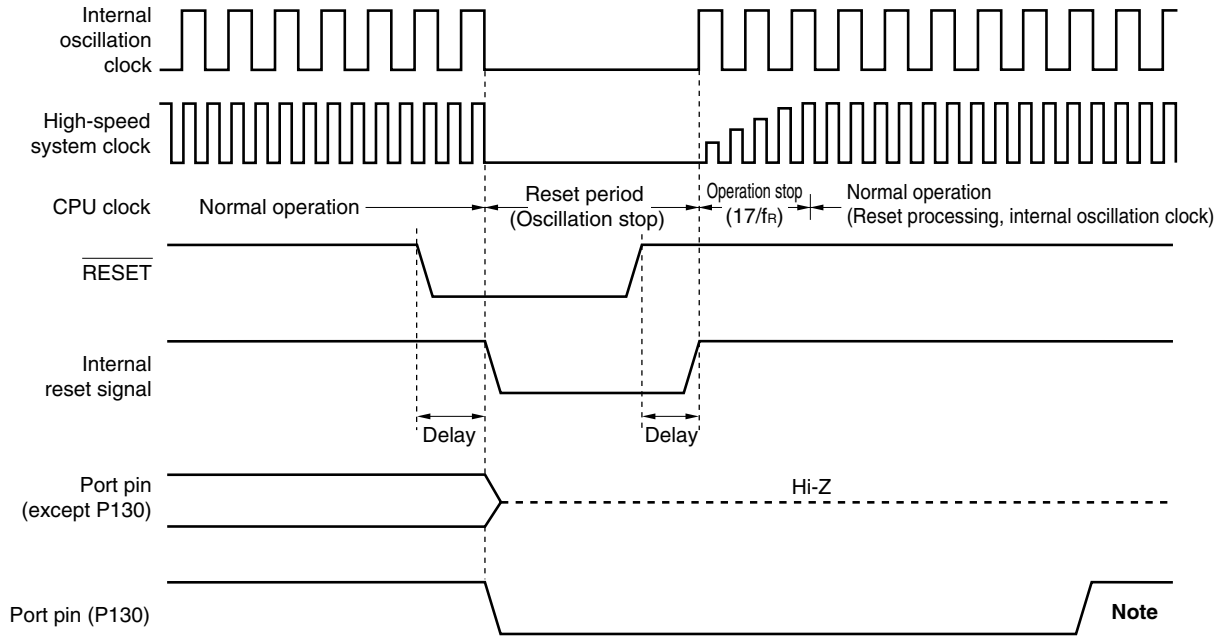 Internal
oscillation
clock
High-speed
system clock
CPU clock
Normal operation
Reset period
(Oscillation stop)
Operation stop
(17/fR)
Normal operation
(Reset processing, internal oscillation clock)
RESET
Internal
reset signal
Delay
Delay
Port pin
(except P130)
Hi-Z
Port pin (P130)
Note